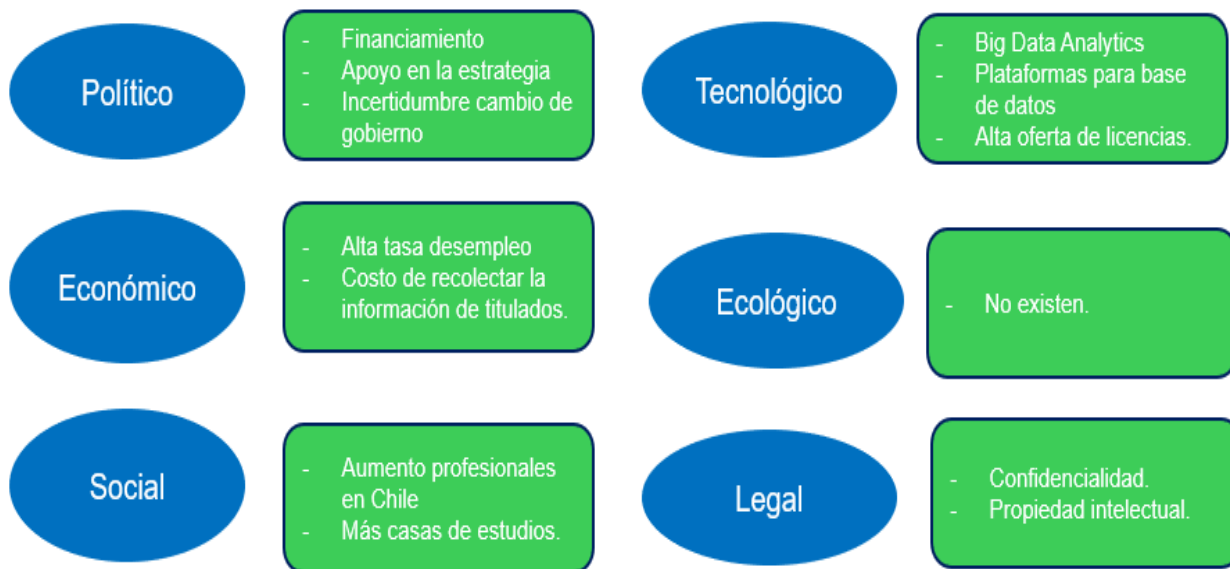 Político
- Financiamiento
- Apoyo en la estrategia
- Incertidumbre cambio de
gobierno
Tecnológico
- Big Data Analytics
- Plataformas para base
de datos
- Alta oferta de licencias.
Económico
- Alta tasa desempleo
- Costo de recolectar la
información de titulados.
Ecológico
- No existen.
Social
- Aumento profesionales
en Chile
- Más casas de estudios.
Legal
- Confidencialidad.
- Propiedad intelectual.